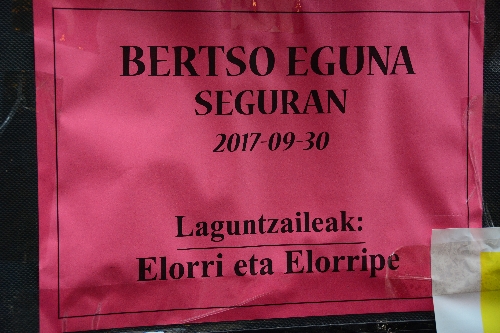 BERTSO EGUNA
SEGURAN
2017-09-30
Laguntzaileak:
Elorri eta Elorripe